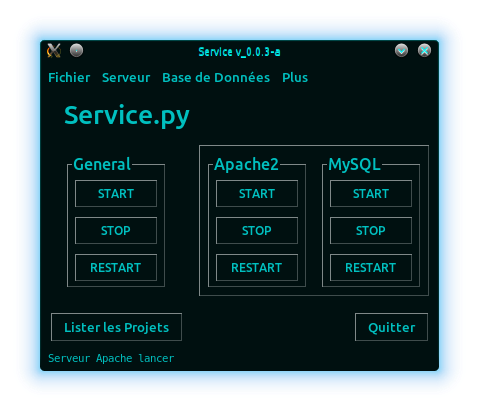 Service v_0.0.3-a
Fichier Serveur Base de Données Plus
Service.py
General Apache2 MySQL
START START START
STOP STOP STOP
RESTART RESTART RESTART
Lister les Projets Quitter
Serveur Apache lancer